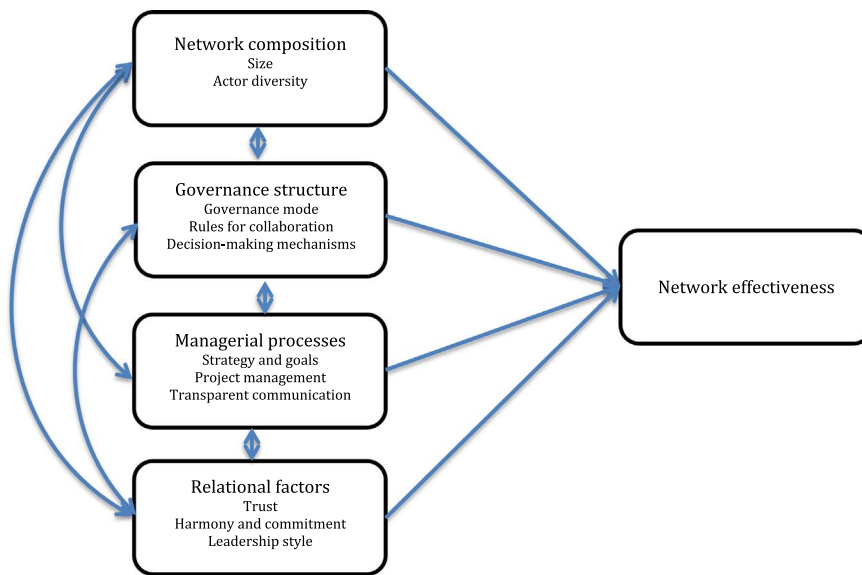 Network composition
Size
Actor diversity
Governance structure
Governance mode
Rules for collaboration
Decision-making mechanisms
Network effectiveness
Managerial processes
Strategy and goals
Project management
Transparent communication
Relational factors
Trust
Harmony and commitment
Leadership style